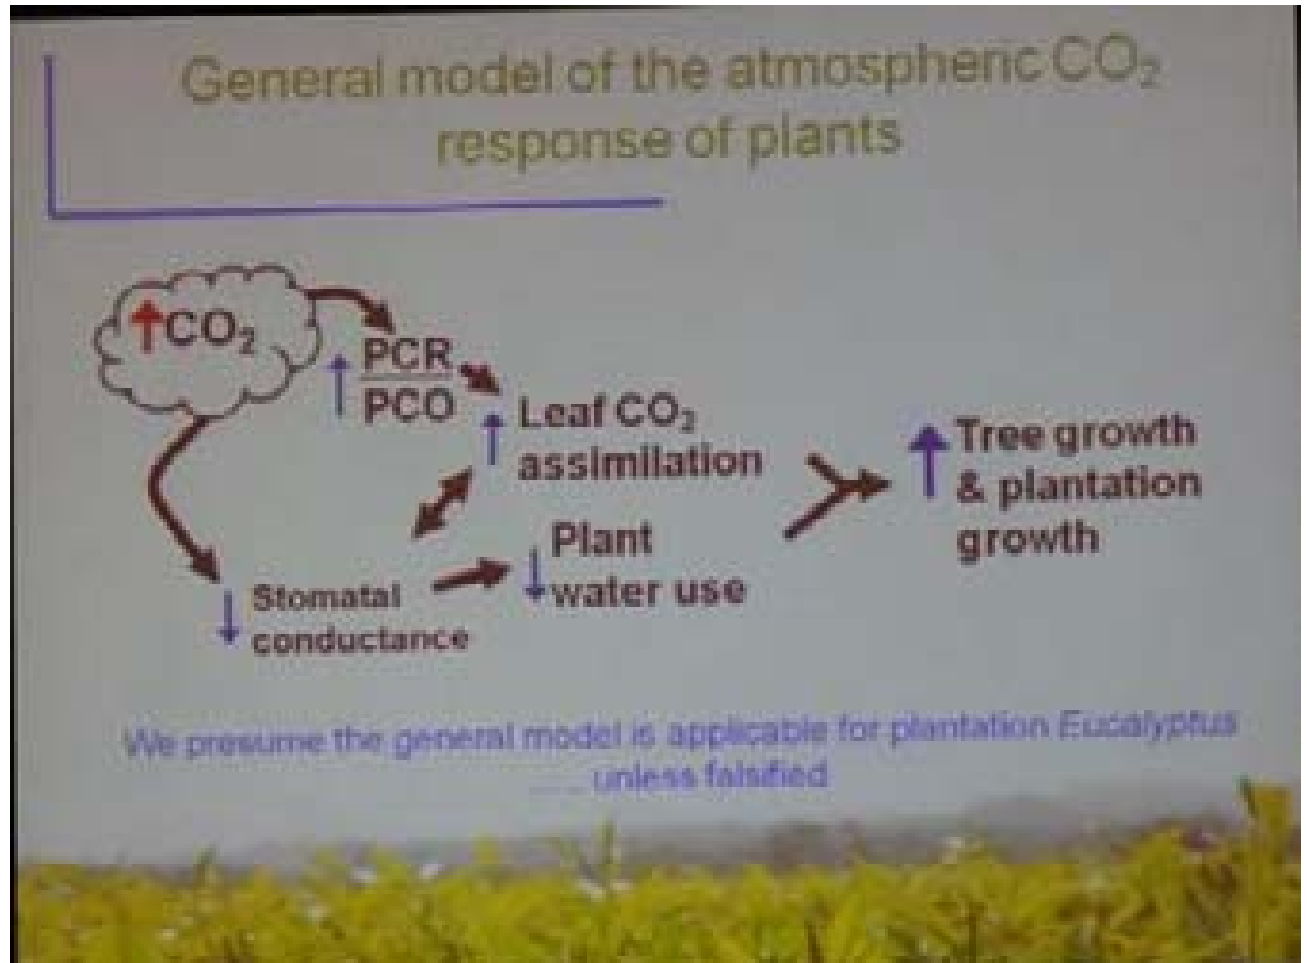 General model of the atmospheric CO₂
response of plants
↑CO₂
↑ PCR
PCO
↑ Leaf CO₂
assimilation
↑ Tree growth
& plantation
growth
↓ Plant
water use
↓ Stomatal
conductance
We presume the general model is applicable for plantation Eucalyptus
..... unless falsified